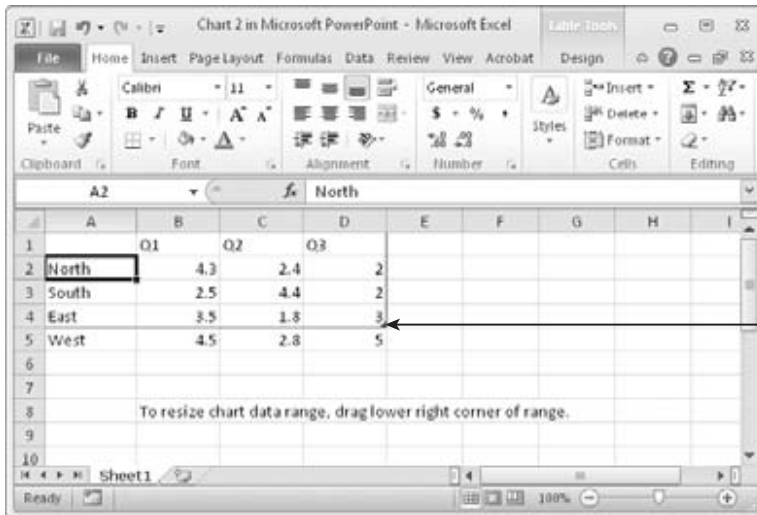 Chart 2 in Microsoft PowerPoint - Microsoft Excel
Table Tools
File Home Insert Page Layout Formulas Data Review View Acrobat Design
Calibri 11 General Insert
B I U A A $ % , Delete
Paste A Styles Format
Clipboard Font Alignment Number Cells Editing
A2 fx North
A B C D E F G H I
1 Q1 Q2 Q3
2 North 4.3 2.4 2
3 South 2.5 4.4 2
4 East 3.5 1.8 3
5 West 4.5 2.8 5
6
7
8 To resize chart data range, drag lower right corner of range.
9
10
Sheet1
Ready 100%